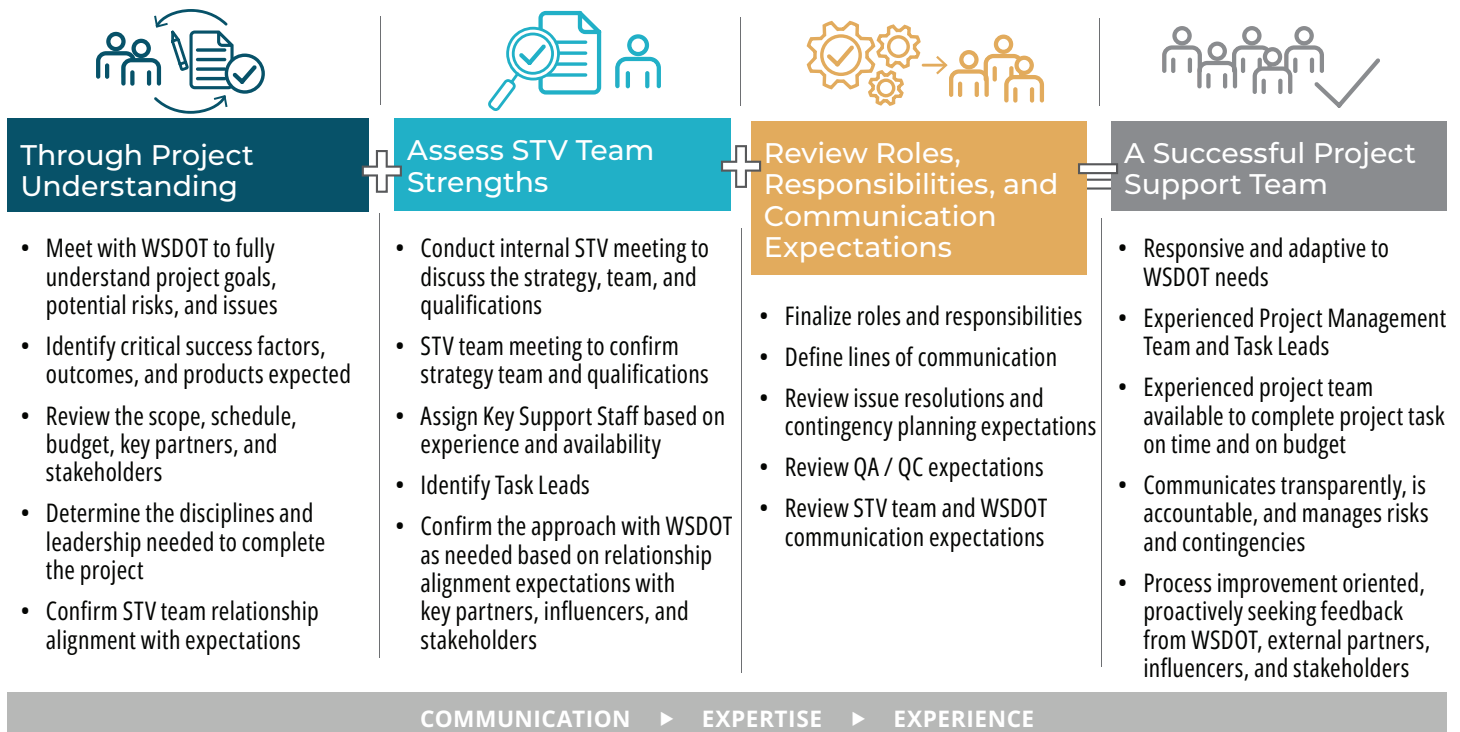 Through Project
Understanding
• Meet with WSDOT to fully
understand project goals,
potential risks, and issues
• Identify critical success factors,
outcomes, and products expected
• Review the scope, schedule,
budget, key partners, and
stakeholders
• Determine the disciplines and
leadership needed to complete
the project
• Confirm STV team relationship
alignment with expectations
Assess STV Team
Strengths
• Conduct internal STV meeting to
discuss the strategy, team, and
qualifications
• STV team meeting to confirm
strategy team and qualifications
• Assign Key Support Staff based on
experience and availability
• Identify Task Leads
• Confirm the approach with WSDOT
as needed based on relationship
alignment expectations with
key partners, influencers, and
stakeholders
Review Roles,
Responsibilities, and
Communication
Expectations
• Finalize roles and responsibilities
• Define lines of communication
• Review issue resolutions and
contingency planning expectations
• Review QA / QC expectations
• Review STV team and WSDOT
communication expectations
A Successful Project
Support Team
• Responsive and adaptive to
WSDOT needs
• Experienced Project Management
Team and Task Leads
• Experienced project team
available to complete project task
on time and on budget
• Communicates transparently, is
accountable, and manages risks
and contingencies
• Process improvement oriented,
proactively seeking feedback
from WSDOT, external partners,
influencers, and stakeholders
COMMUNICATION ▶ EXPERTISE ▶ EXPERIENCE